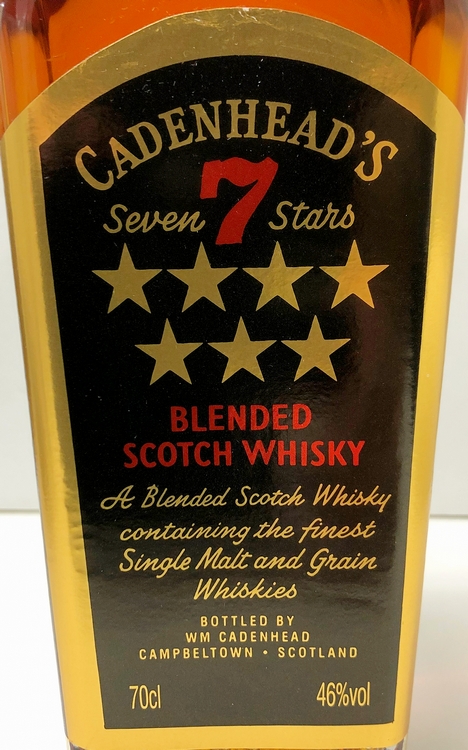 CADENHEAD'S
Seven 7 Stars
BLENDED
SCOTCH WHISKY
A Blended Scotch Whisky
containing the finest
Single Malt and Grain
Whiskies
BOTTLED BY
WM CADENHEAD
CAMPBELTOWN • SCOTLAND
70cl 46%vol